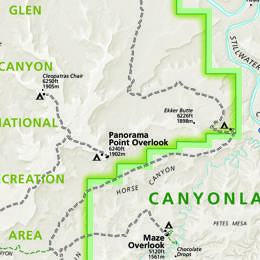 GLEN
CANYON
Cleopatras Chair
6250ft
1905m
STILLWATER
Ekker Butte
6226ft
1898m
NATIONAL
Panorama
Point Overlook
6240ft
1902m
HORSE CANYON
RECREATION
CANYONLA
PETES MESA
AREA
Maze
Overlook
5120ft
1561m
Chocolate
Drops